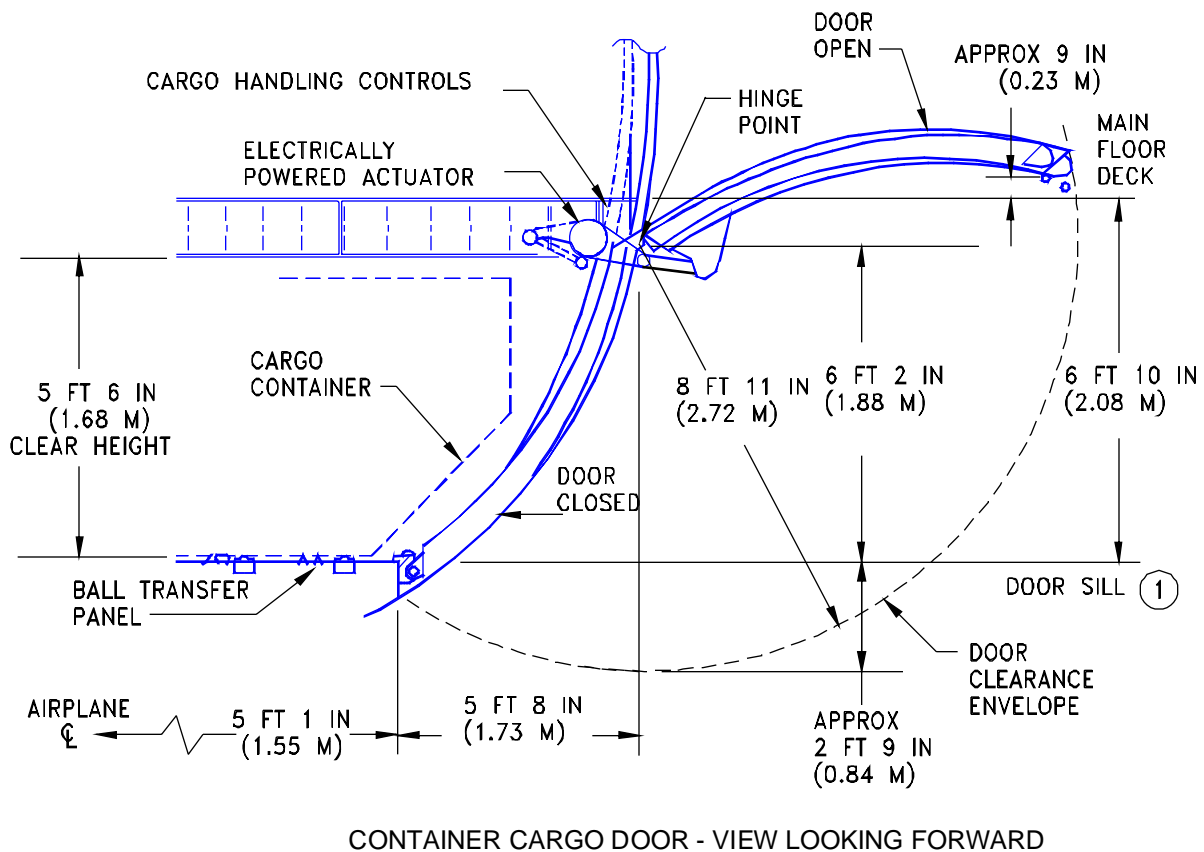 DOOR
OPEN
APPROX 9 IN
(0.23 M)
CARGO HANDLING CONTROLS
HINGE
POINT
MAIN
FLOOR
DECK
ELECTRICALLY
POWERED ACTUATOR
CARGO
CONTAINER
5 FT 6 IN
(1.68 M)
CLEAR HEIGHT
8 FT 11 IN
(2.72 M)
6 FT 2 IN
(1.88 M)
6 FT 10 IN
(2.08 M)
DOOR
CLOSED
BALL TRANSFER
PANEL
DOOR SILL 1
DOOR
CLEARANCE
ENVELOPE
AIRPLANE
℄
5 FT 1 IN
(1.55 M)
5 FT 8 IN
(1.73 M)
APPROX
2 FT 9 IN
(0.84 M)
CONTAINER CARGO DOOR - VIEW LOOKING FORWARD